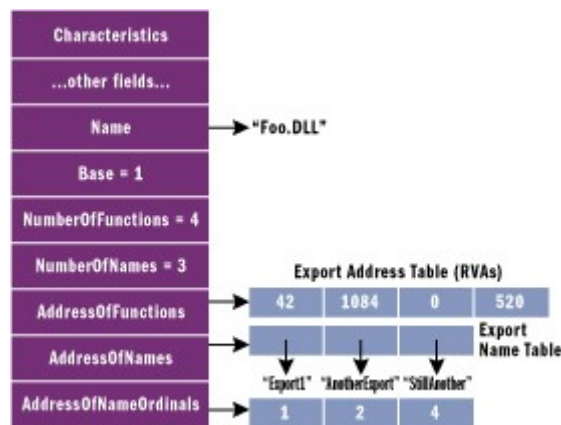 Characteristics
...other fields...
Name
"Foo.DLL"
Base = 1
NumberOfFunctions = 4
NumberOfNames = 3
Export Address Table (RVAs)
AddressOfFunctions
42 1084 0 520
AddressOfNames
Export
Name Table
"Export1" "AnotherExport" "StillAnother"
AddressOfNameOrdinals
1 2 4